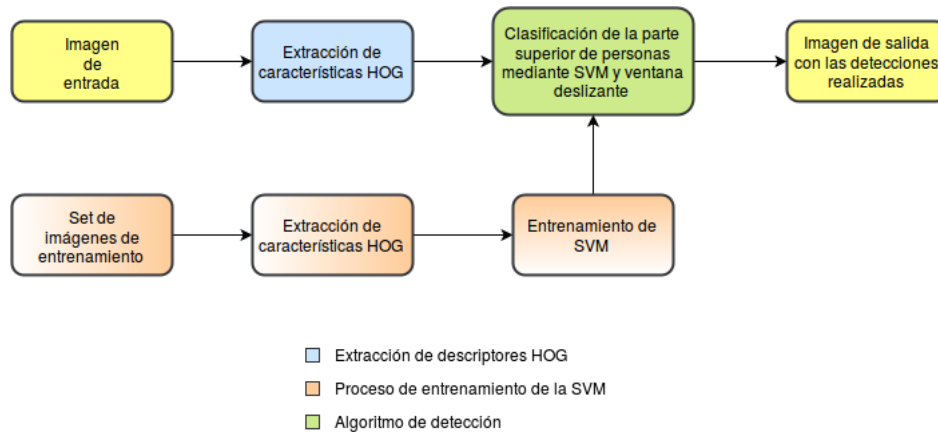 Imagen
de
entrada
Extracción de
características HOG
Clasificación de la parte
superior de personas
mediante SVM y ventana
deslizante
Imagen de salida
con las detecciones
realizadas
Set de
imágenes de
entrenamiento
Extracción de
características HOG
Entrenamiento de
SVM
Extracción de descriptores HOG
Proceso de entrenamiento de la SVM
Algoritmo de detección